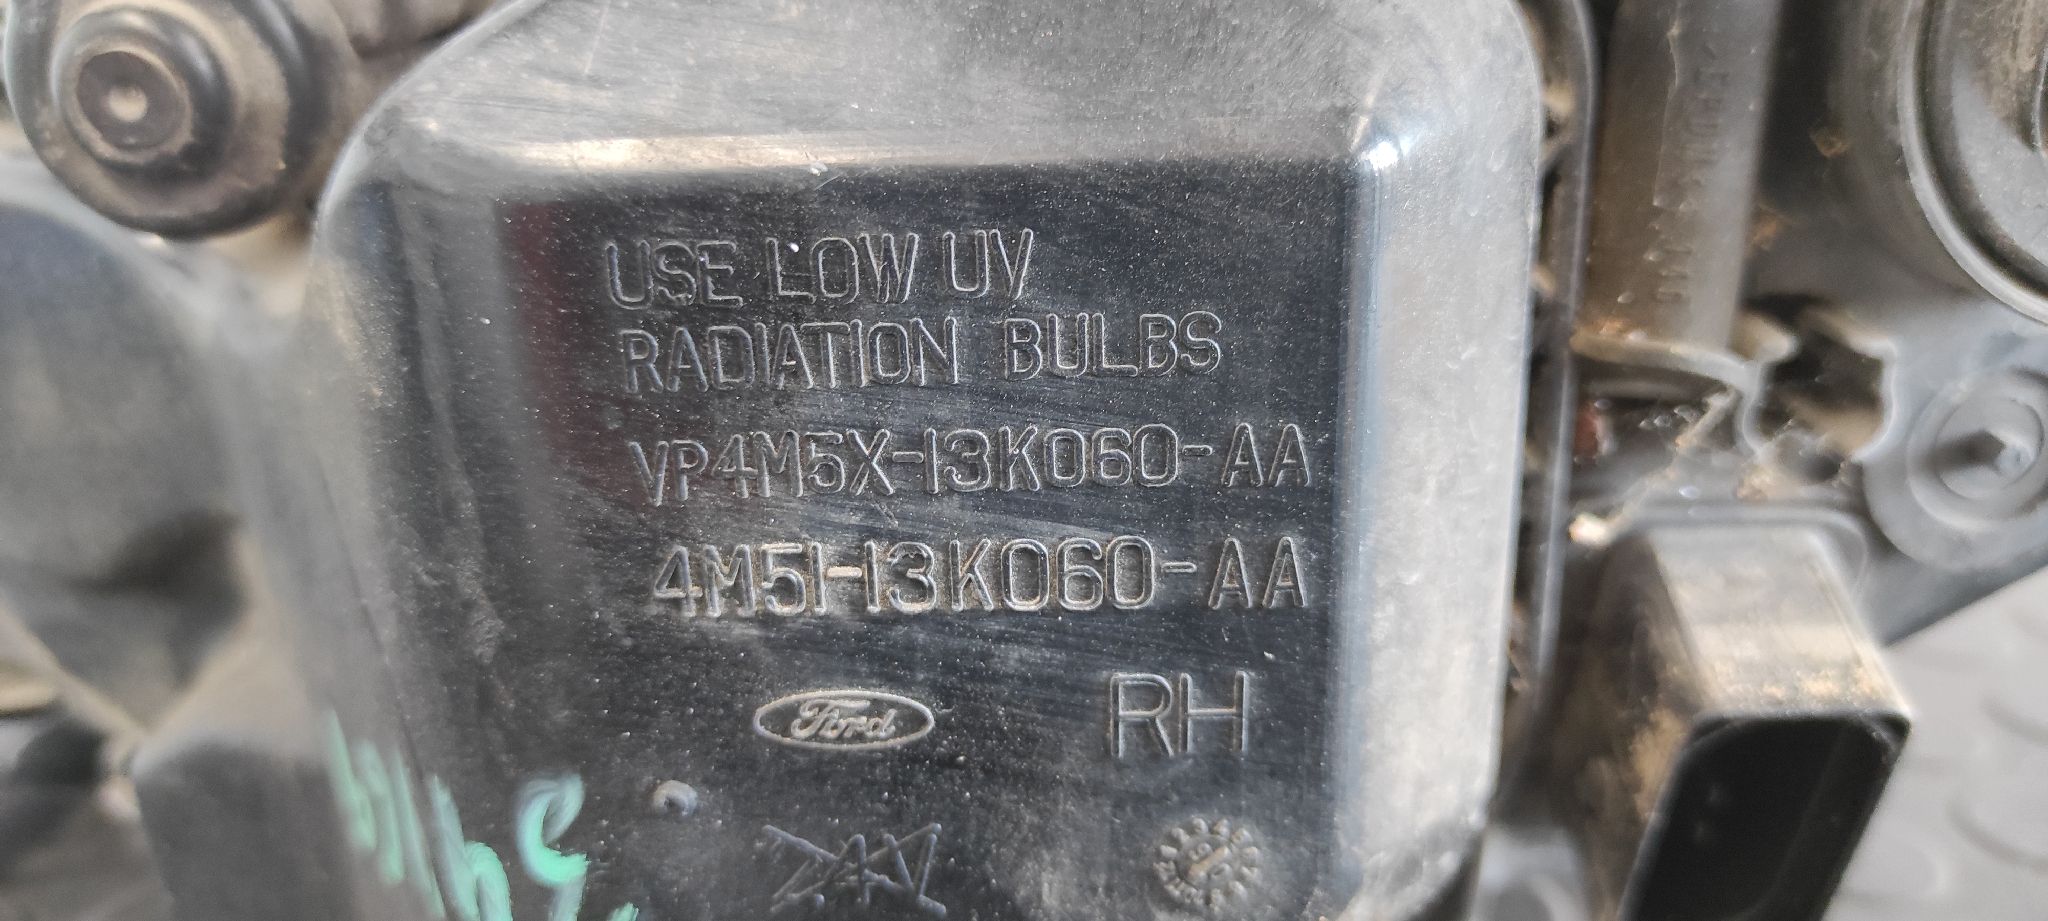 USE LOW UV
RADIATION BULBS
VP4M5X-13K060-AA
4M51-13K060-AA
Ford RH